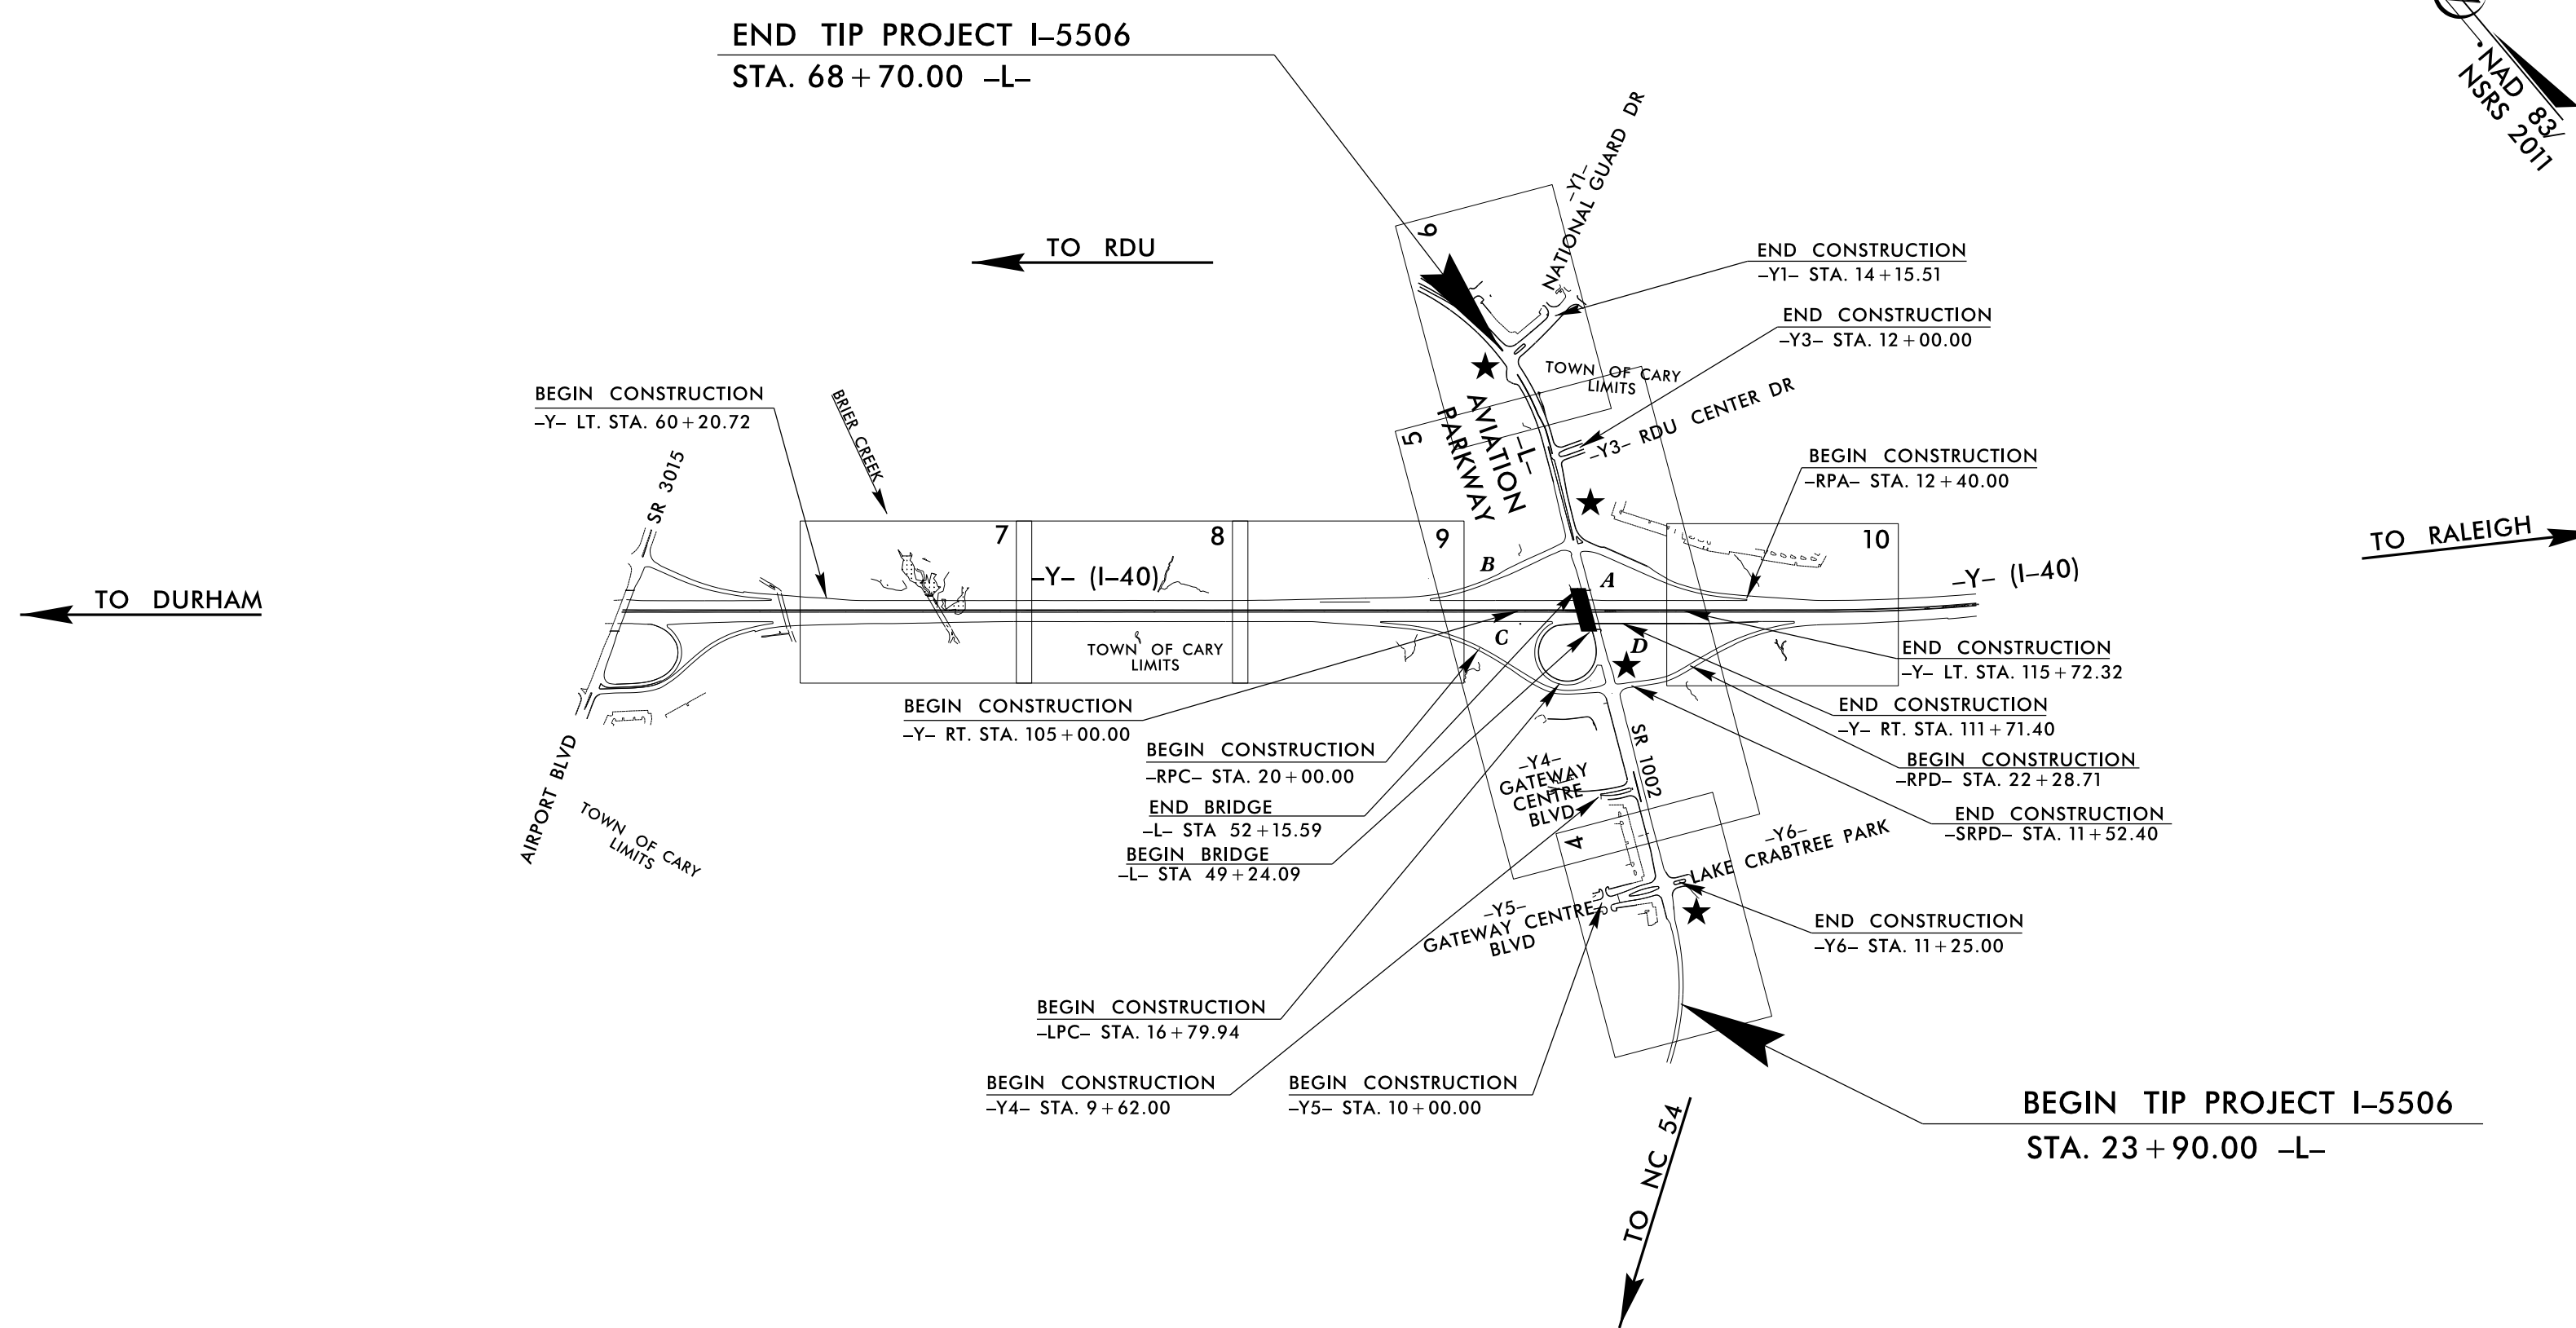 END TIP PROJECT I–5506
STA. 68+70.00 –L–
NAD 83/
NSRS 2011
TO RDU
–Y1–
NATIONAL GUARD DR
6
END CONSTRUCTION
–Y1– STA. 14+15.51
END CONSTRUCTION
–Y3– STA. 12+00.00
TOWN OF CARY
LIMITS
–Y3– RDU CENTER DR
AVIATION
PARKWAY
–L–
5
BEGIN CONSTRUCTION
–Y– LT. STA. 60+20.72
BRIER CREEK
SR 3015
BEGIN CONSTRUCTION
–RPA– STA. 12+40.00
7
8
9
10
TO RALEIGH
–Y– (I–40)
–Y– (I–40)
B
A
C
D
TO DURHAM
TOWN OF CARY
LIMITS
END CONSTRUCTION
–Y– LT. STA. 115+72.32
BEGIN CONSTRUCTION
–Y– RT. STA. 105+00.00
END CONSTRUCTION
–Y– RT. STA. 111+71.40
BEGIN CONSTRUCTION
–RPC– STA. 20+00.00
BEGIN CONSTRUCTION
–RPD– STA. 22+28.71
SR 1002
–Y4–
GATEWAY
CENTRE
BLVD
END BRIDGE
–L– STA 52+15.59
END CONSTRUCTION
–SRPD– STA. 11+52.40
BEGIN BRIDGE
–L– STA 49+24.09
AIRPORT BLVD
TOWN OF CARY
LIMITS
4
–Y6–
LAKE CRABTREE PARK
–Y5–
GATEWAY CENTRE
BLVD
END CONSTRUCTION
–Y6– STA. 11+25.00
BEGIN CONSTRUCTION
–LPC– STA. 16+79.94
BEGIN CONSTRUCTION
–Y4– STA. 9+62.00
BEGIN CONSTRUCTION
–Y5– STA. 10+00.00
BEGIN TIP PROJECT I–5506
STA. 23+90.00 –L–
TO NC 54